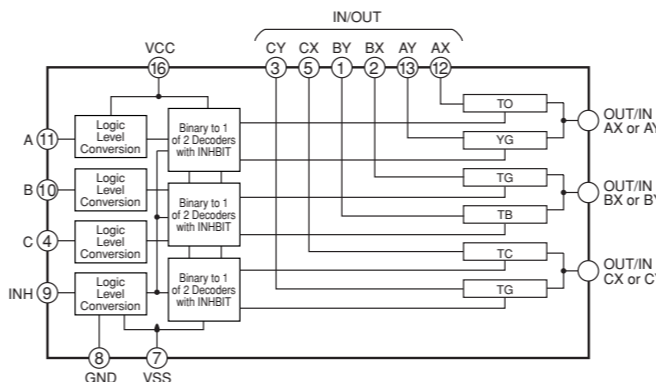 IN/OUT
VCC CY CX BY BX AY AX
16 3 5 1 2 13 12
A 11
Logic
Level
Conversion
Binary to 1
of 2 Decoders
with INHBIT
TO
YG
OUT/IN
AX or AY
B 10
Logic
Level
Conversion
Binary to 1
of 2 Decoders
with INHBIT
TG
TB
OUT/IN
BX or BY
C 4
Logic
Level
Conversion
INH 9
Logic
Level
Conversion
Binary to 1
of 2 Decoders
with INHBIT
TC
TG
OUT/IN
CX or CY
8 7
GND VSS